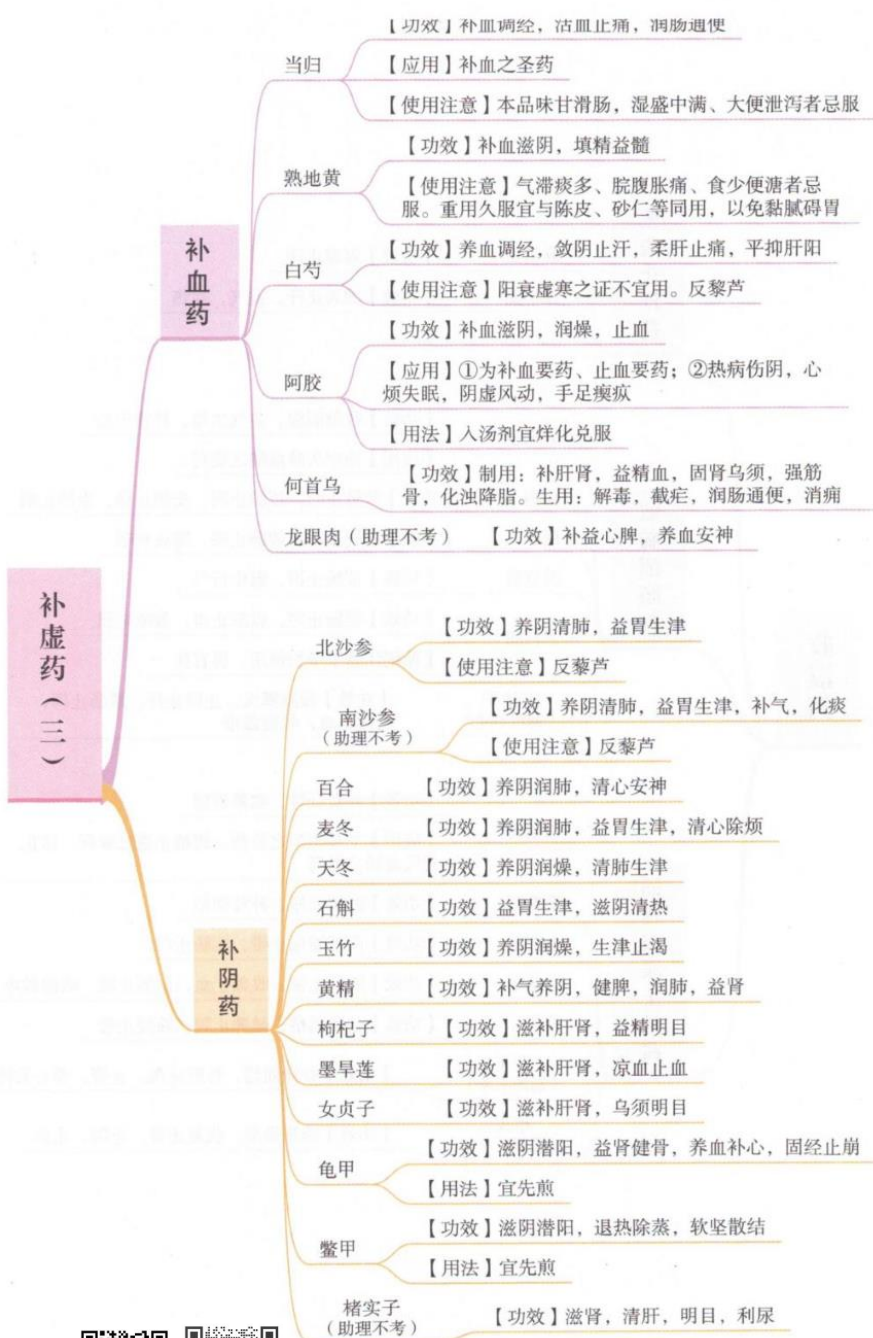 【功效】补血调经，活血止痛，润肠通便
当归
【应用】补血之圣药
【使用注意】本品味甘滑肠，湿盛中满、大便泄泻者忌服
【功效】补血滋阴，填精益髓
熟地黄
【使用注意】气滞痰多、脘腹胀痛、食少便溏者忌
服。重用久服宜与陈皮、砂仁等同用，以免黏腻碍胃
补血药
【功效】养血调经，敛阴止汗，柔肝止痛，平抑肝阳
白芍
【使用注意】阳衰虚寒之证不宜用。反藜芦
【功效】补血滋阴，润燥，止血
阿胶
【应用】①为补血要药、止血要药；②热病伤阴，心
烦失眠，阴虚风动，手足瘈疭
【用法】入汤剂宜烊化兑服
何首乌
【功效】制用：补肝肾，益精血，固肾乌须，强筋
骨，化浊降脂。生用：解毒，截疟，润肠通便，消痈
龙眼肉（助理不考） 【功效】补益心脾，养血安神
补虚药（三）
北沙参
【功效】养阴清肺，益胃生津
【使用注意】反藜芦
南沙参
（助理不考）
【功效】养阴清肺，益胃生津，补气，化痰
【使用注意】反藜芦
百合 【功效】养阴润肺，清心安神
麦冬 【功效】养阴润肺，益胃生津，清心除烦
天冬 【功效】养阴润燥，清肺生津
石斛 【功效】益胃生津，滋阴清热
补阴药
玉竹 【功效】养阴润燥，生津止渴
黄精 【功效】补气养阴，健脾，润肺，益肾
枸杞子 【功效】滋补肝肾，益精明目
墨旱莲 【功效】滋补肝肾，凉血止血
女贞子 【功效】滋补肝肾，乌须明目
龟甲
【功效】滋阴潜阳，益肾健骨，养血补心，固经止崩
【用法】宜先煎
鳖甲
【功效】滋阴潜阳，退热除蒸，软坚散结
【用法】宜先煎
楮实子
（助理不考）
【功效】滋肾，清肝，明目，利尿